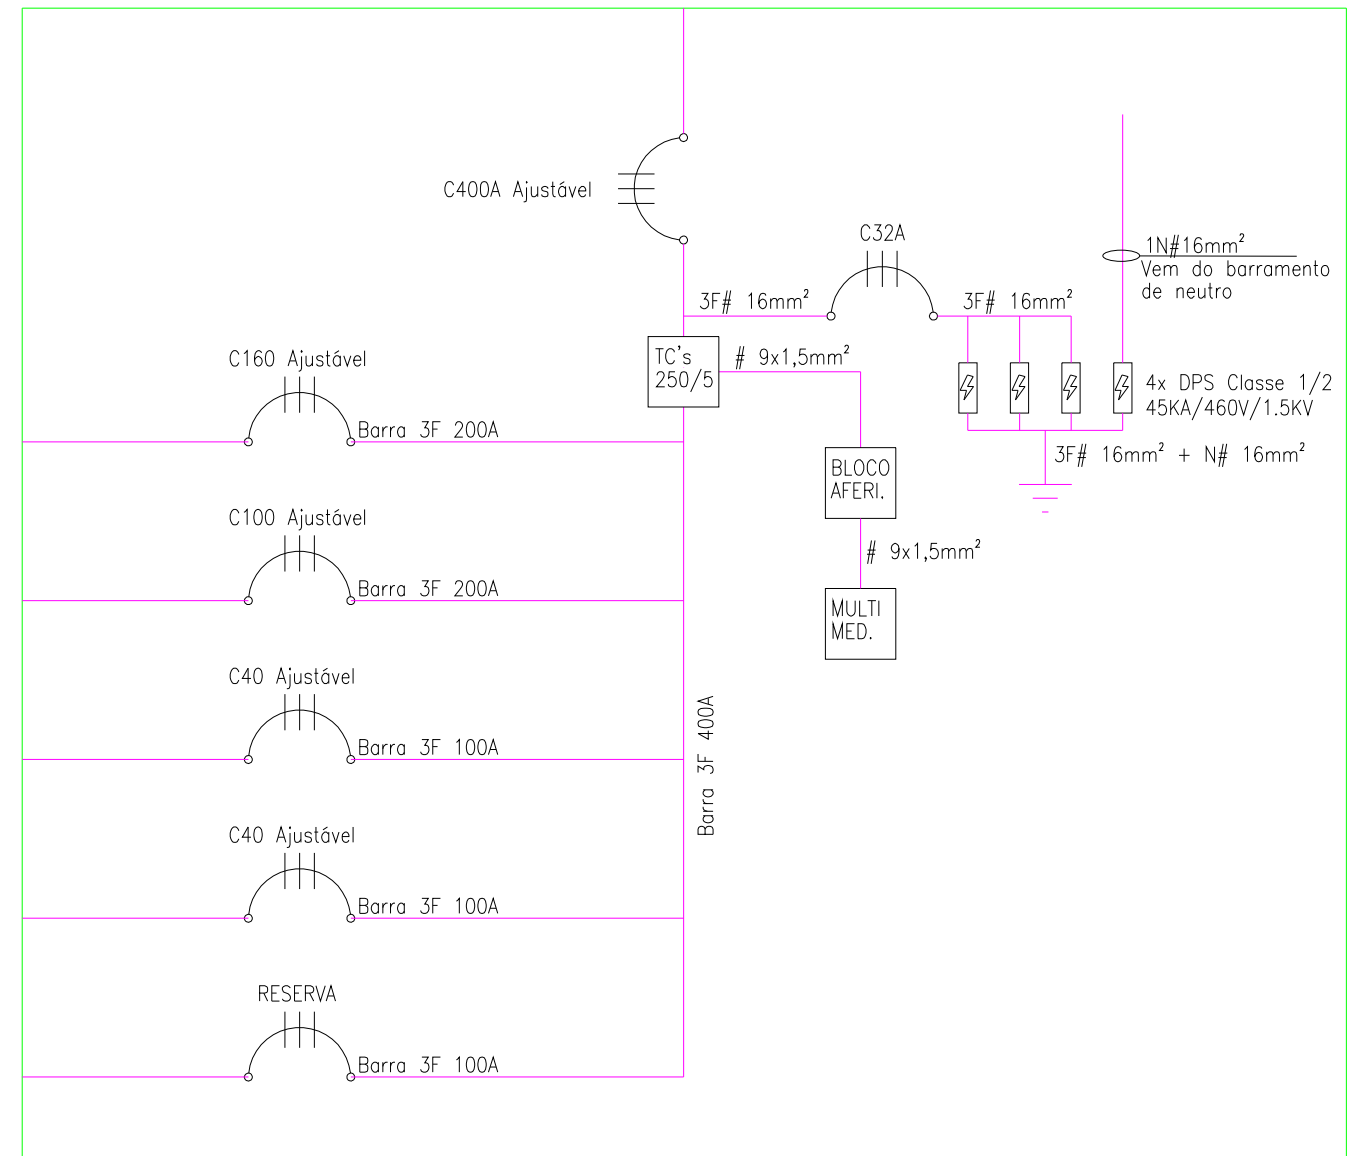 C400A Ajustável
C32A
1N#16mm²
Vem do barramento
de neutro
3F# 16mm²
3F# 16mm²
TC's
250/5
# 9x1,5mm²
C160 Ajustável
4x DPS Classe 1/2
45KA/460V/1.5KV
Barra 3F 200A
3F# 16mm² + N# 16mm²
BLOCO
AFERI.
C100 Ajustável
# 9x1,5mm²
Barra 3F 200A
MULTI
MED.
C40 Ajustável
Barra 3F 100A
Barra 3F 400A
C40 Ajustável
Barra 3F 100A
RESERVA
Barra 3F 100A